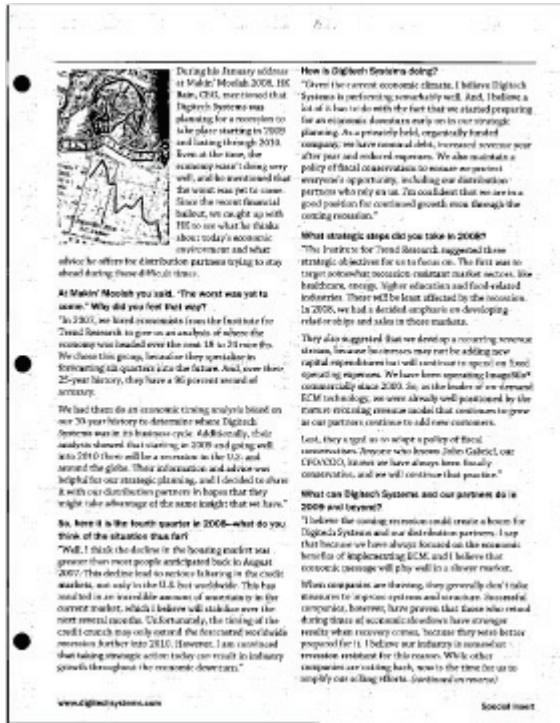 During his January address
at Makin' Moolah 2008, HK
Bain, CEO, mentioned that
Digitech Systems was
planning for a recession to
take place starting in 2009
and lasting through 2010.
Even at the time, the
economy wasn't doing very
well, and he mentioned that
the worst was yet to come.
Since the recent financial
bailout, we caught up with
HK to see what he thinks
about today's economic
environment and what
advice he offers for distribution partners trying to stay
ahead during these difficult times.
At Makin' Moolah you said, "The worst was yet to
come." Why did you feel that way?
"In 2007, we hired economists from the Institute for
Trend Research to give us an analysis of where the
economy was headed over the next 18 to 24 months.
We chose this group, because they specialize in
forecasting six quarters into the future. And, over their
25-year history, they have a 96 percent record of
accuracy.
We had them do an economic timing analysis based on
our 10-year history to determine where Digitech
Systems was in its business cycle. Additionally, their
analysis showed that starting in 2009 and going well
into 2010 there will be a recession in the U.S. and
around the globe. Their information and advice was
helpful for our strategic planning, and I decided to share
it with our distribution partners in hopes that they
might take advantage of the same insight that we have."
So, here it is the fourth quarter in 2008—what do you
think of the situation thus far?
"Well, I think the decline in the housing market was
greater than most people anticipated back in August
2007. This decline lead to serious faltering in the credit
markets, not only in the U.S. but worldwide. This has
resulted in an incredible amount of uncertainty in the
current market, which I believe will stabilize over the
next several months. Unfortunately, the timing of the
credit crunch may only extend the forecasted worldwide
recession further into 2010. However, I am convinced
that taking strategic action today can result in industry
growth throughout the economic downturn."
How is Digitech Systems doing?
"Given the current economic climate, I believe Digitech
Systems is performing remarkably well. And, I believe a
lot of it has to do with the fact that we started preparing
for an economic downturn early on in our strategic
planning. As a privately held, organically funded
company, we have nominal debt, increased revenue year
after year and reduced expenses. We also maintain a
policy of fiscal conservatism to ensure we protect
everyone's opportunity, including our distribution
partners who rely on us. I'm confident that we are in a
good position for continued growth even through the
coming recession."
What strategic steps did you take in 2008?
"The Institute for Trend Research suggested three
strategic objectives for us to focus on. The first was to
target somewhat recession-resistant market sectors, like
healthcare, energy, higher education and food-related
industries. These will be least affected by the recession.
In 2008, we had a decided emphasis on developing
relationships and sales in those markets.
They also suggested that we develop a recurring revenue
stream, because businesses may not be adding new
capital expenditures but will continue to spend on fixed
operating expenses. We have been operating ImageSilo®
commercially since 2000. So, as the leader of on-demand
ECM technology, we were already well positioned by the
mature recurring revenue model that continues to grow
as our partners continue to add new customers.
Last, they urged us to adopt a policy of fiscal
conservatism. Anyone who knows John Gabriel, our
CFO/COO, knows we have always been fiscally
conservative, and we will continue that practice."
What can Digitech Systems and our partners do in
2009 and beyond?
"I believe the coming recession could create a boom for
Digitech Systems and our distribution partners. I say
that because we have always focused on the economic
benefits of implementing ECM, and I believe that
economic message will play well in a slower market.
When companies are thriving, they generally don't take
measures to improve systems and structure. Successful
companies, however, have proven that those who retool
during times of economic slowdown have stronger
results when recovery comes, because they were better
prepared for it. I believe our industry is somewhat
recession resistant for this reason. While other
companies are cutting back, now is the time for us to
amplify our selling efforts. (continued on reverse)
www.digitechsystems.com
Special Insert